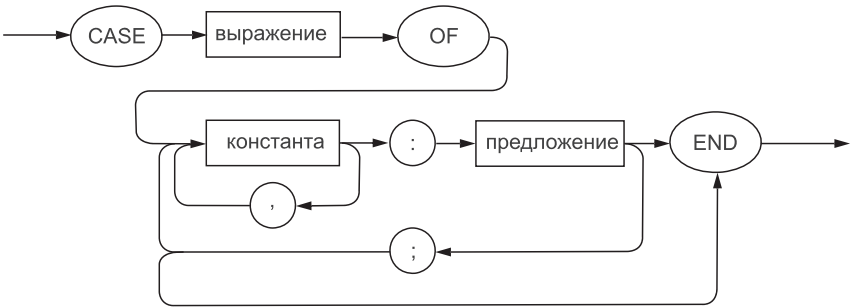 CASE выражение OF
константа : предложение END
,
;